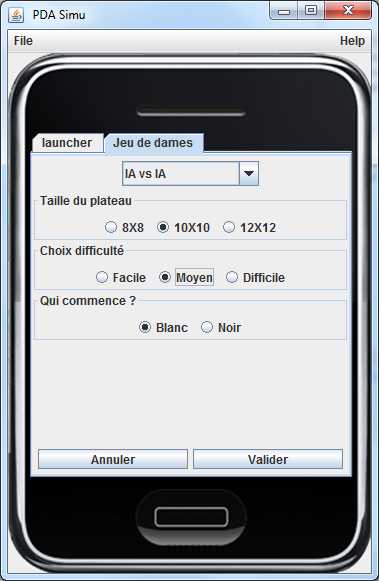 PDA Simu
File Help
launcher Jeu de dames
IA vs IA
Taille du plateau
8X8 10X10 12X12
Choix difficulté
Facile Moyen Difficile
Qui commence ?
Blanc Noir
Annuler Valider